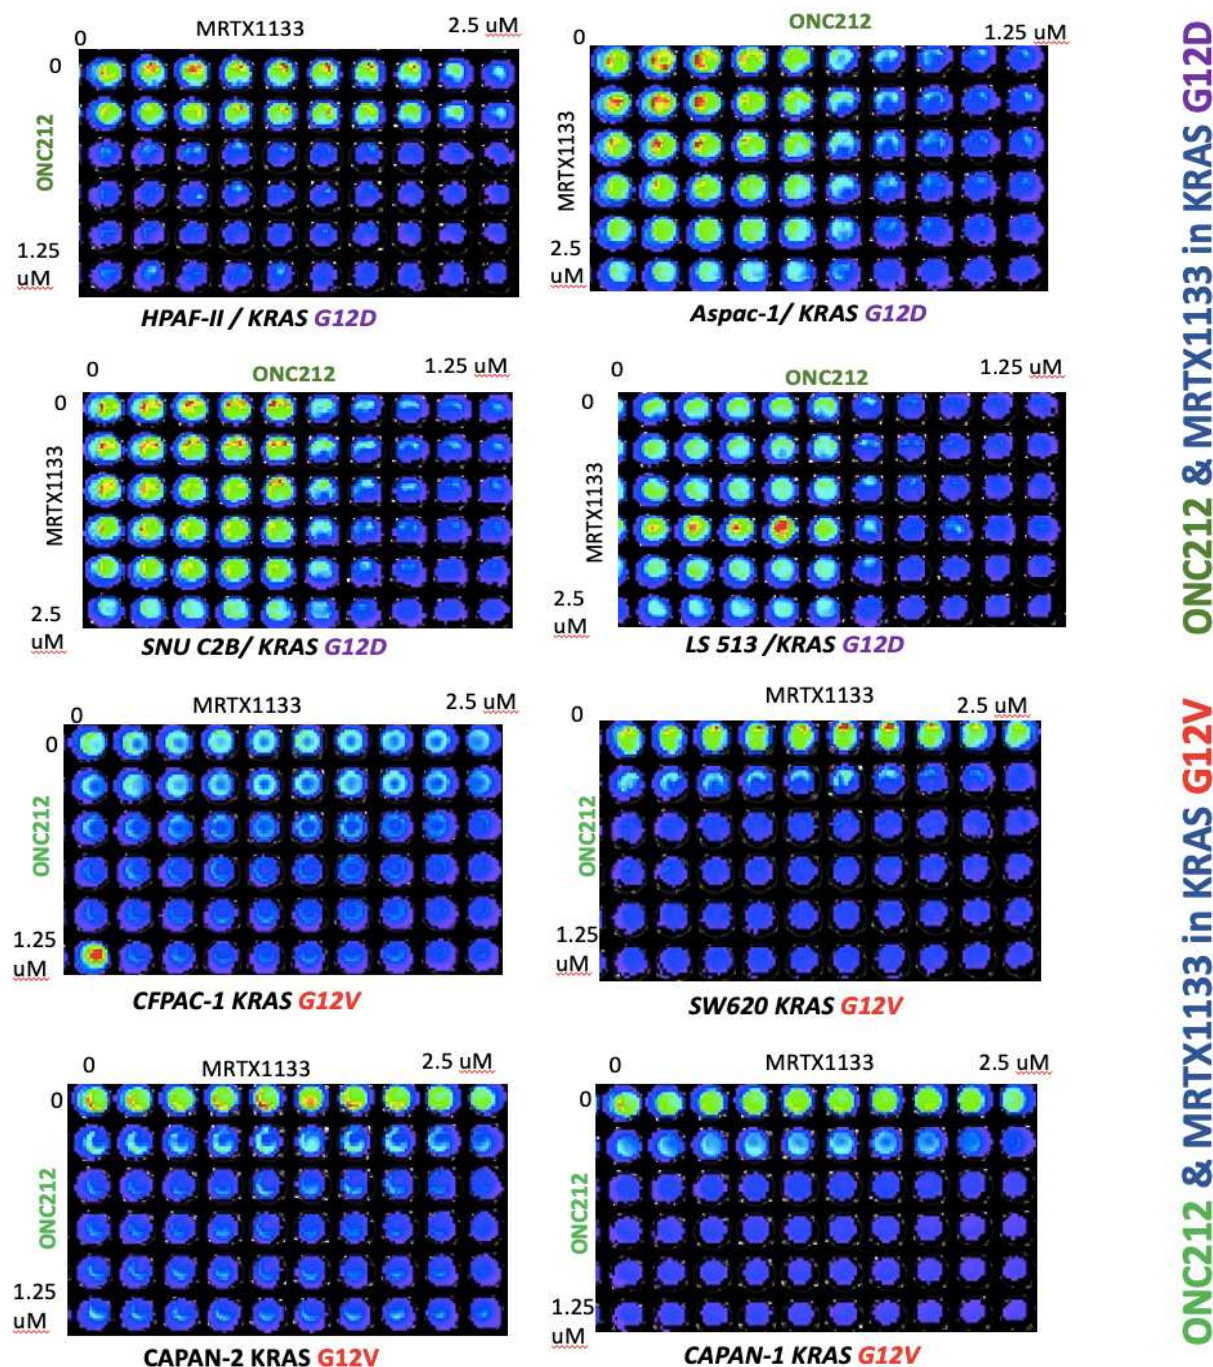 MRTX1133
2.5 uM
0
0
ONC212
1.25
uM
HPAF-II / KRAS G12D
ONC212
1.25 uM
0
MRTX1133
2.5
uM
Aspac-1/ KRAS G12D
0
ONC212
1.25 uM
0
MRTX1133
2.5
uM
SNU C2B/ KRAS G12D
0
ONC212
1.25 uM
0
MRTX1133
2.5
uM
LS 513 /KRAS G12D
ONC212 & MRTX1133 in KRAS G12D
0
MRTX1133
2.5 uM
0
ONC212
1.25
uM
CFPAC-1 KRAS G12V
0
MRTX1133
2.5 uM
ONC212
1.25
uM
SW620 KRAS G12V
0
MRTX1133
2.5 uM
0
ONC212
1.25
uM
CAPAN-2 KRAS G12V
0
MRTX1133
2.5 uM
0
ONC212
1.25
uM
CAPAN-1 KRAS G12V
ONC212 & MRTX1133 in KRAS G12V